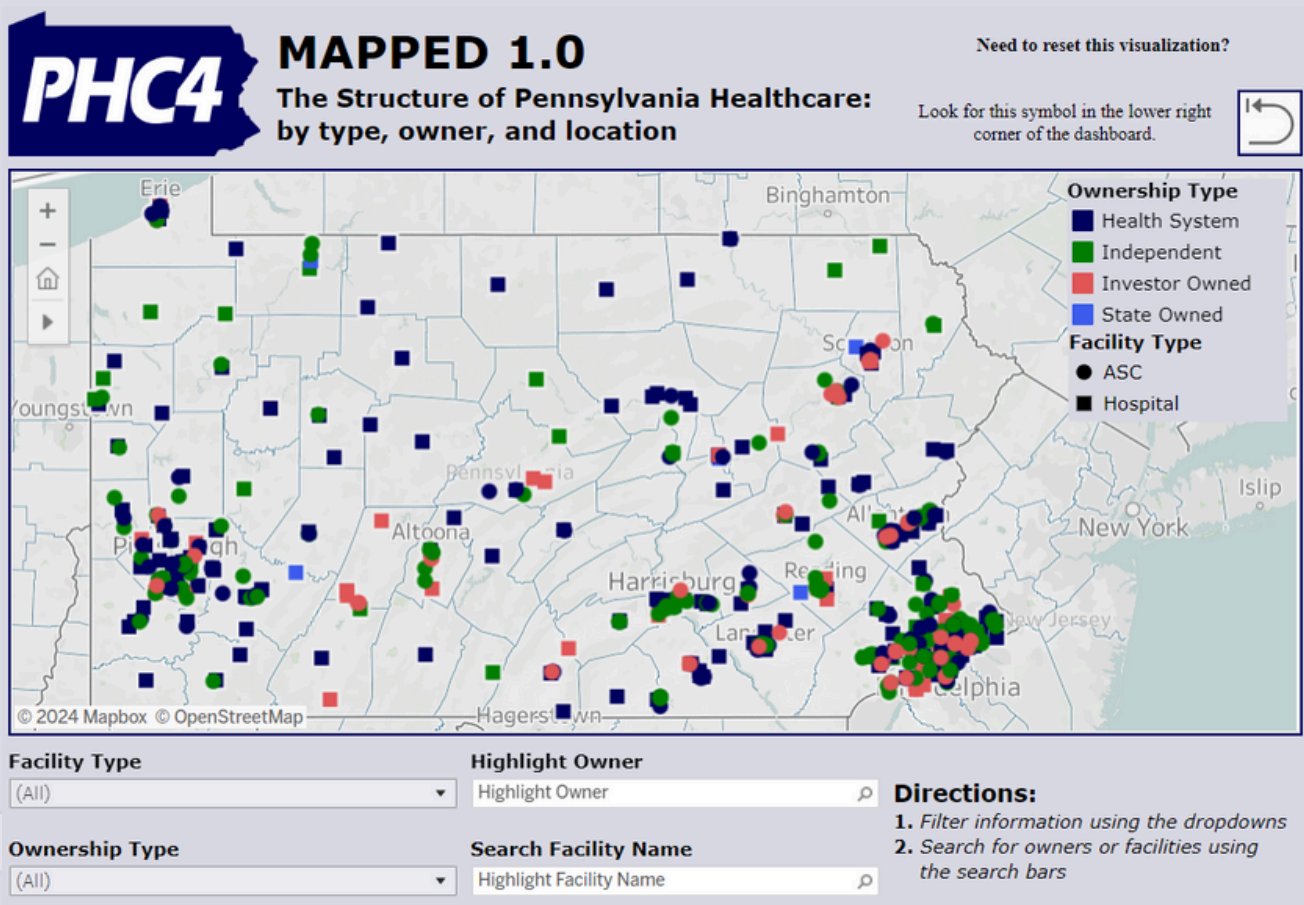 PHC4
MAPPED 1.0
The Structure of Pennsylvania Healthcare:
by type, owner, and location
Need to reset this visualization?
Look for this symbol in the lower right
corner of the dashboard.
Erie
Binghamton
Youngstown
Pennsylvania
Altoona
Harrisburg
Reading
Lancaster
Hagerstown
New York
Islip
New Jersey
Ownership Type
Health System
Independent
Investor Owned
State Owned
Facility Type
ASC
Hospital
© 2024 Mapbox © OpenStreetMap
Facility Type
(All)
Highlight Owner
Highlight Owner
Ownership Type
(All)
Search Facility Name
Highlight Facility Name
Directions:
1. Filter information using the dropdowns
2. Search for owners or facilities using
the search bars